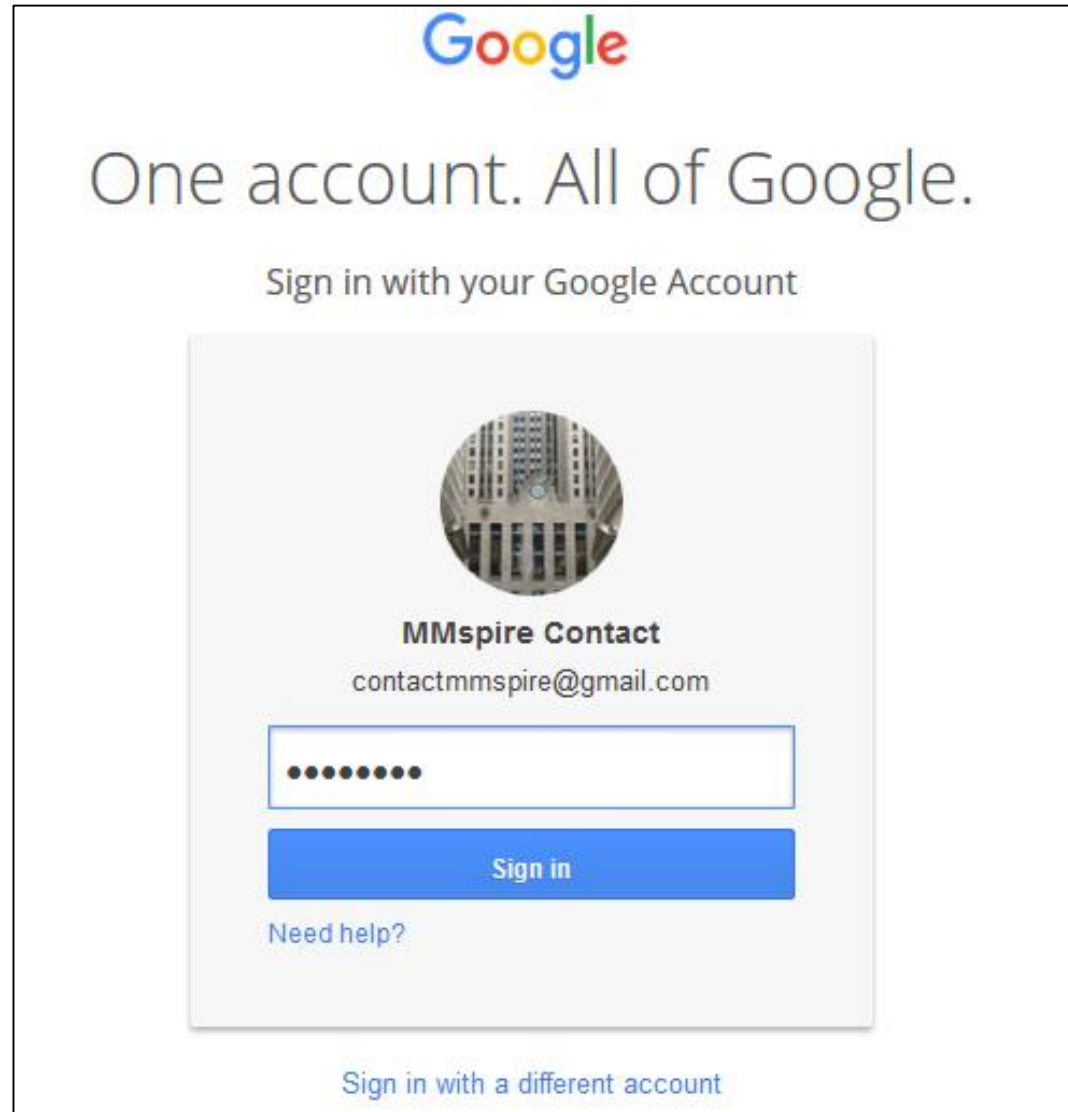 Google
One account. All of Google.
Sign in with your Google Account
MMspire Contact
contactmmspire@gmail.com
••••••••
Sign in
Need help?
Sign in with a different account